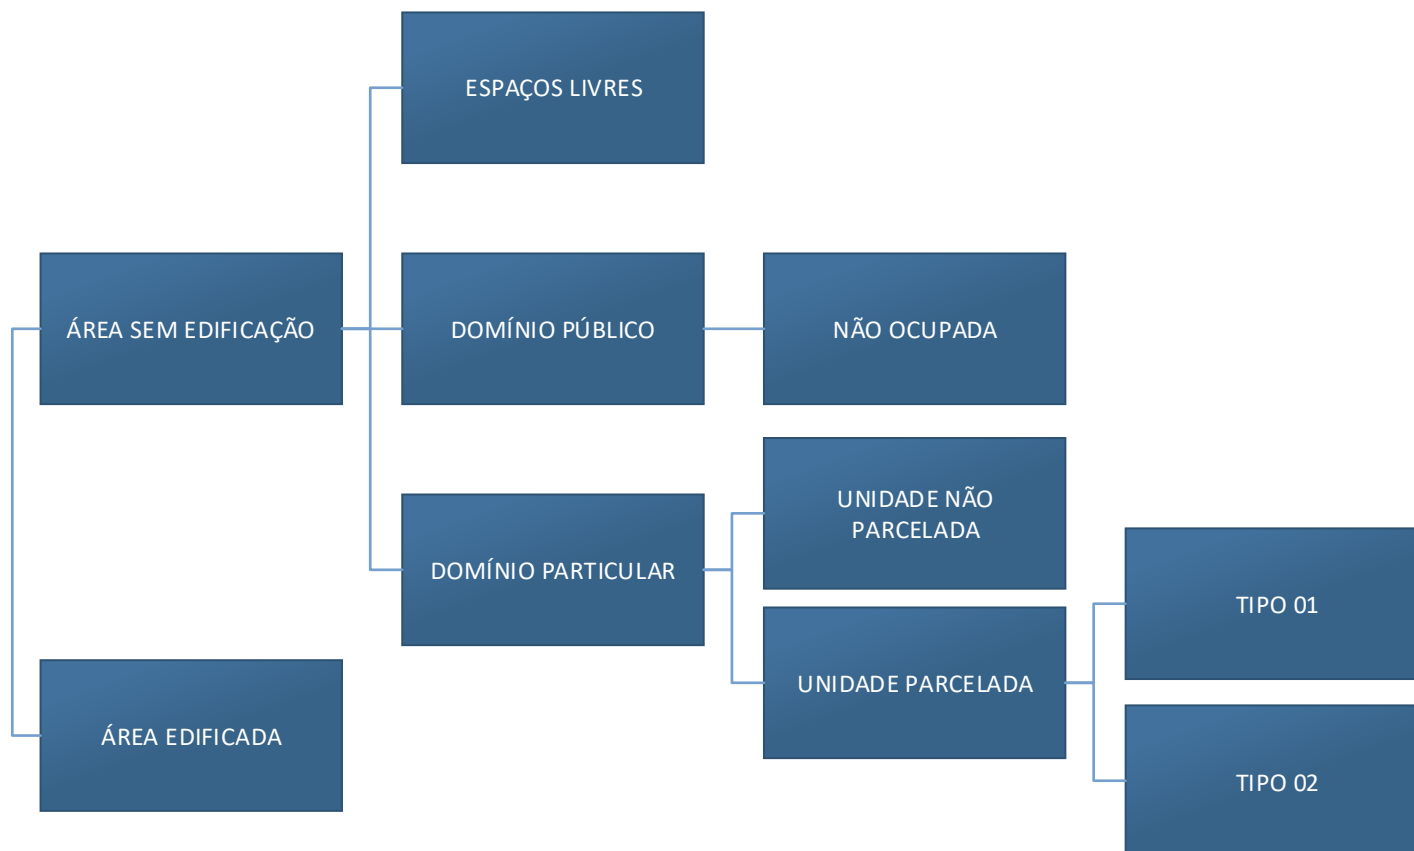 ESPAÇOS LIVRES
ÁREA SEM EDIFICAÇÃO
DOMÍNIO PÚBLICO
NÃO OCUPADA
DOMÍNIO PARTICULAR
UNIDADE NÃO
PARCELADA
UNIDADE PARCELADA
TIPO 01
TIPO 02
ÁREA EDIFICADA